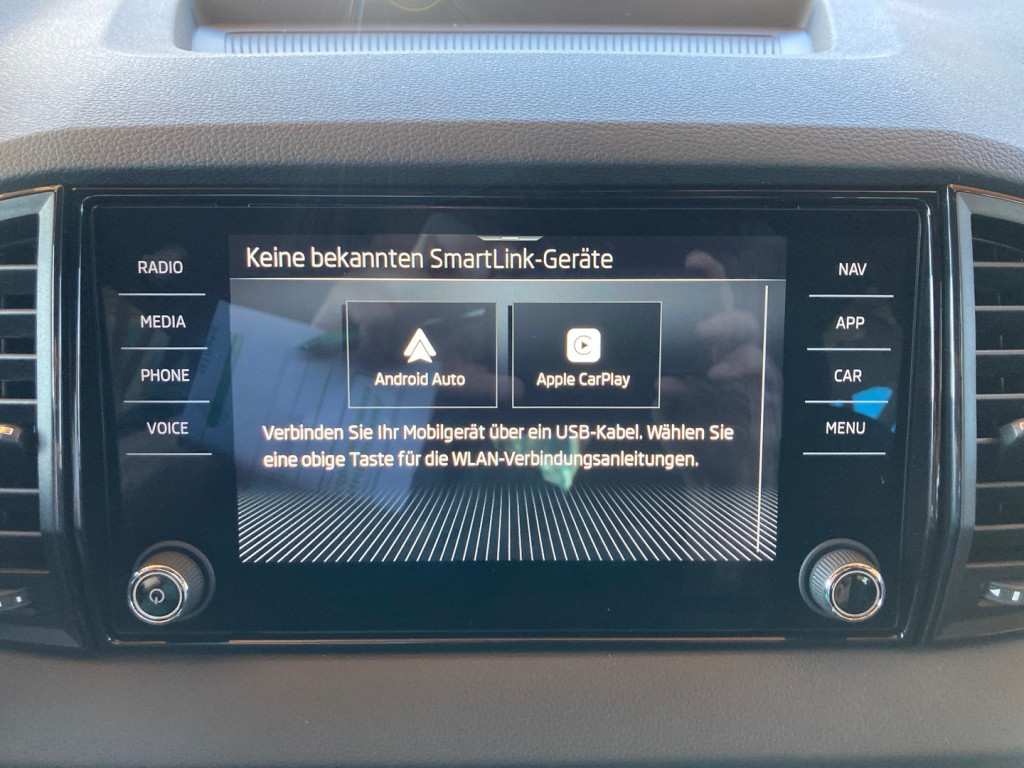 Keine bekannten SmartLink-Geräte
RADIO
MEDIA
PHONE
VOICE
Android Auto
Apple CarPlay
Verbinden Sie Ihr Mobilgerät über ein USB-Kabel. Wählen Sie
eine obige Taste für die WLAN-Verbindungsanleitungen.
NAV
APP
CAR
MENU